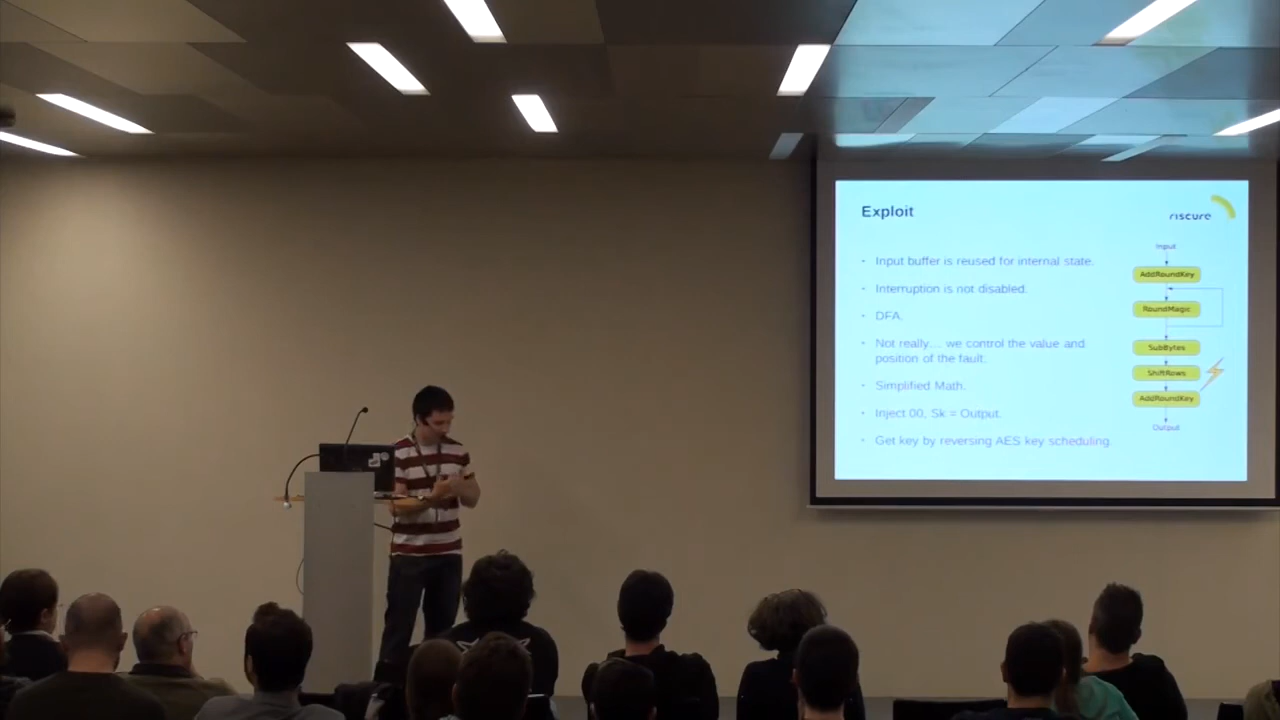 Exploit
riscure
Input buffer is reused for internal state.
Interruption is not disabled.
DFA.
Not really... we control the value and
position of the fault.
Simplified Math.
Inject 00, Sk = Output.
Get key by reversing AES key scheduling.
Input
AddRoundKey
RoundMagic
SubBytes
ShiftRows
AddRoundKey
Output